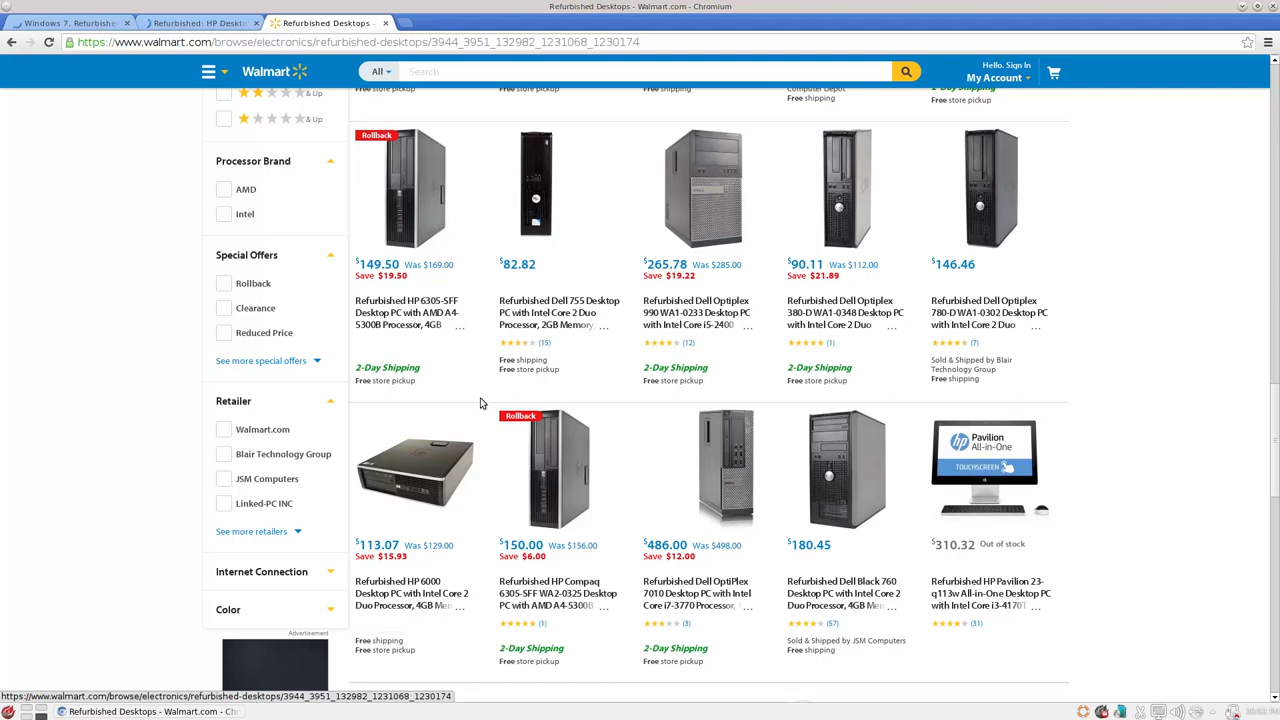 Refurbished Desktops - Walmart.com - Chromium
Windows 7, Refurbishe
Refurbished: HP Deskto
Refurbished Desktops -
https://www.walmart.com/browse/electronics/refurbished-desktops/3944_3951_132982_1231068_1230174
Walmart
All
Search
Hello. Sign In
My Account
& Up
& Up
Processor Brand
AMD
Intel
Special Offers
Rollback
Clearance
Reduced Price
See more special offers
Retailer
Walmart.com
Blair Technology Group
JSM Computers
Linked-PC INC
See more retailers
Internet Connection
Color
Advertisement
Free store pickup
Free store pickup
Free shipping
Computer Depot
Free shipping
Free store pickup
Rollback
$149.50 Was $169.00
Save $19.50
Refurbished HP 6305-SFF
Desktop PC with AMD A4-
5300B Processor, 4GB ...
2-Day Shipping
Free store pickup
$82.82
Refurbished Dell 755 Desktop
PC with Intel Core 2 Duo
Processor, 2GB Memory, ...
(15)
Free shipping
Free store pickup
$265.78 Was $285.00
Save $19.22
Refurbished Dell Optiplex
990 WA1-0233 Desktop PC
with Intel Core i5-2400 ...
(12)
2-Day Shipping
Free store pickup
$90.11 Was $112.00
Save $21.89
Refurbished Dell Optiplex
380-D WA1-0348 Desktop PC
with Intel Core 2 Duo ...
(1)
2-Day Shipping
Free store pickup
$146.46
Refurbished Dell Optiplex
780-D WA1-0302 Desktop PC
with Intel Core 2 Duo ...
(7)
Sold & Shipped by Blair
Technology Group
Free shipping
$113.07 Was $129.00
Save $15.93
Refurbished HP 6000
Desktop PC with Intel Core 2
Duo Processor, 4GB Mem ...
Free shipping
Free store pickup
Rollback
$150.00 Was $156.00
Save $6.00
Refurbished HP Compaq
6305-SFF WA2-0325 Desktop
PC with AMD A4-5300B ...
(1)
2-Day Shipping
Free store pickup
$486.00 Was $498.00
Save $12.00
Refurbished Dell OptiPlex
7010 Desktop PC with Intel
Core i7-3770 Processor, ...
(3)
2-Day Shipping
Free store pickup
$180.45
Refurbished Dell Black 760
Desktop PC with Intel Core 2
Duo Processor, 4GB Mem ...
(57)
Sold & Shipped by JSM Computers
Free shipping
hp Pavilion
All-in-One
TOUCHSCREEN
$310.32 Out of stock
Refurbished HP Pavilion 23-
q113w All-in-One Desktop PC
with Intel Core i3-4170T ...
(31)
https://www.walmart.com/browse/electronics/refurbished-desktops/3944_3951_132982_1231068_1230174
Refurbished Desktops - Walmart.com - Chr